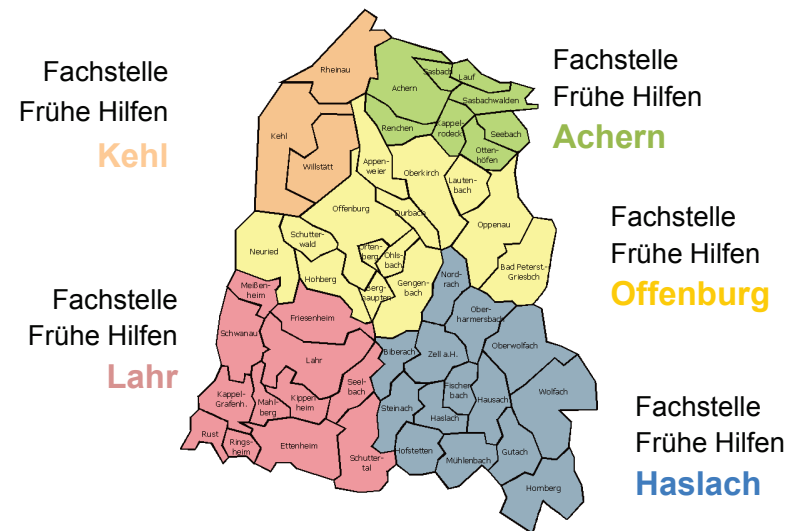 Fachstelle
Frühe Hilfen
Kehl
Fachstelle
Frühe Hilfen
Achern
Fachstelle
Frühe Hilfen
Offenburg
Fachstelle
Frühe Hilfen
Lahr
Fachstelle
Frühe Hilfen
Haslach
Rheinau
Kehl
Willstätt
Achern
Sasbach
Lauf
Sasbachwalden
Renchen
Kappel-
rodeck
Seebach
Otten-
höfen
Appen-
weier
Oberkirch
Lauten-
bach
Offenburg
Durbach
Oppenau
Schutter-
wald
Neuried
Orten-
berg
Ohls-
bach
Hohberg
Berg-
haupten
Gengen-
bach
Bad Peterst.-
Griesbch
Meißen-
heim
Friesenheim
Schwanau
Lahr
Seel-
bach
Kappel-
Grafenh.
Mahl-
berg
Kippen
heim
Rust
Rings-
heim
Ettenheim
Schutter-
tal
Nord-
rach
Ober-
harmersbach
Biberach
Zell a.H.
Oberwolfach
Fischer
bach
Wolfach
Steinach
Haslach
Hausach
Hofstetten
Mühlenbach
Gutach
Hornberg